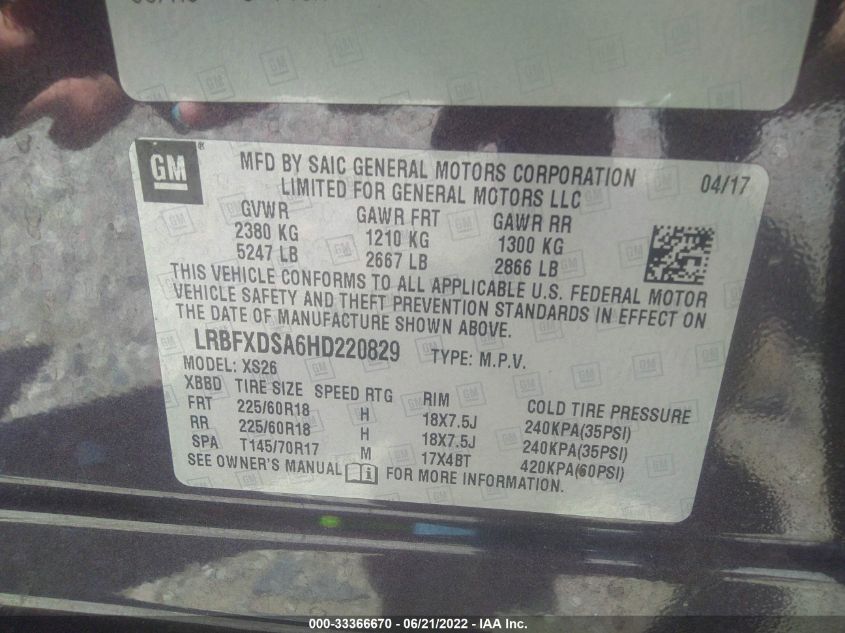 GM ®
MFD BY SAIC GENERAL MOTORS CORPORATION 04/17
LIMITED FOR GENERAL MOTORS LLC
GVWR GAWR FRT GAWR RR
2380 KG 1210 KG 1300 KG
5247 LB 2667 LB 2866 LB
THIS VEHICLE CONFORMS TO ALL APPLICABLE U.S. FEDERAL MOTOR
VEHICLE SAFETY AND THEFT PREVENTION STANDARDS IN EFFECT ON
THE DATE OF MANUFACTURE SHOWN ABOVE.
LRBFXDSA6HD220829 TYPE: M.P.V.
MODEL: XS26
XBBD TIRE SIZE SPEED RTG RIM COLD TIRE PRESSURE
FRT 225/60R18 H 18X7.5J 240KPA(35PSI)
RR 225/60R18 H 18X7.5J 240KPA(35PSI)
SPA T145/70R17 M 17X4BT 420KPA(60PSI)
SEE OWNER'S MANUAL FOR MORE INFORMATION.
000-33366670 - 06/21/2022 - IAA Inc.